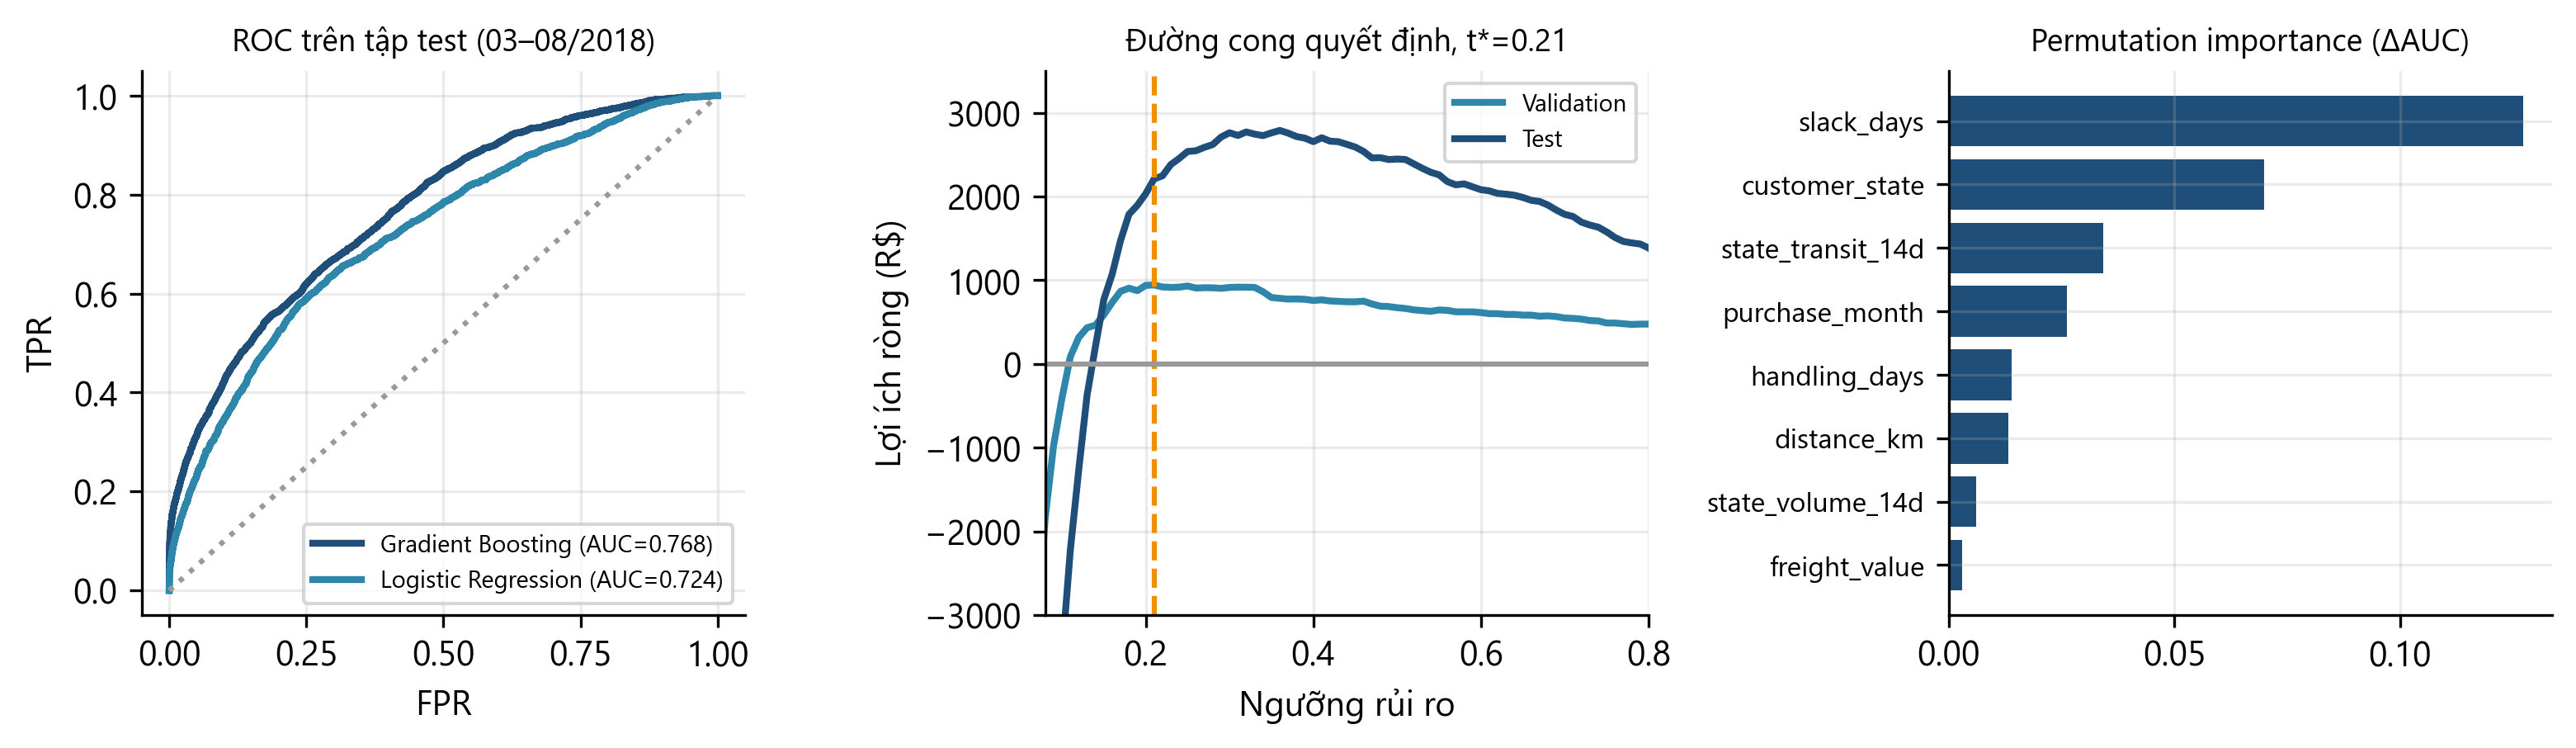 ROC trên tập test (03–08/2018)
TPR
1.0
0.8
0.6
0.4
0.2
0.0
Gradient Boosting (AUC=0.768)
Logistic Regression (AUC=0.724)
0.00 0.25 0.50 0.75 1.00
FPR
Đường cong quyết định, t*=0.21
Lợi ích ròng (R$)
3000
2000
1000
0
−1000
−2000
−3000
Validation
Test
0.2 0.4 0.6 0.8
Ngưỡng rủi ro
Permutation importance (ΔAUC)
slack_days
customer_state
state_transit_14d
purchase_month
handling_days
distance_km
state_volume_14d
freight_value
0.00 0.05 0.10